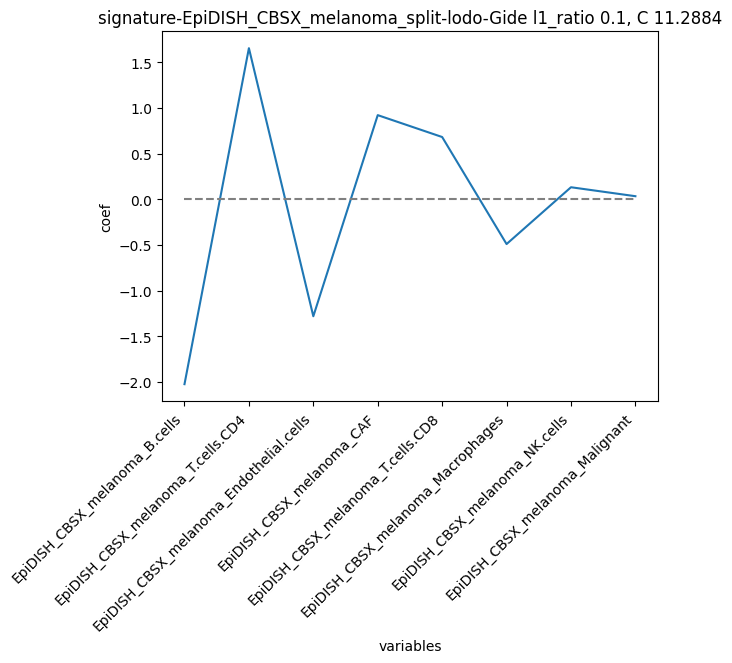 signature-EpiDISH_CBSX_melanoma_split-lodo-Gide l1_ratio 0.1, C 11.2884
1.5
1.0
0.5
0.0
−0.5
−1.0
−1.5
−2.0
coef
EpiDISH_CBSX_melanoma_B.cells
EpiDISH_CBSX_melanoma_T.cells.CD4
EpiDISH_CBSX_melanoma_Endothelial.cells
EpiDISH_CBSX_melanoma_CAF
EpiDISH_CBSX_melanoma_T.cells.CD8
EpiDISH_CBSX_melanoma_Macrophages
EpiDISH_CBSX_melanoma_NK.cells
EpiDISH_CBSX_melanoma_Malignant
variables